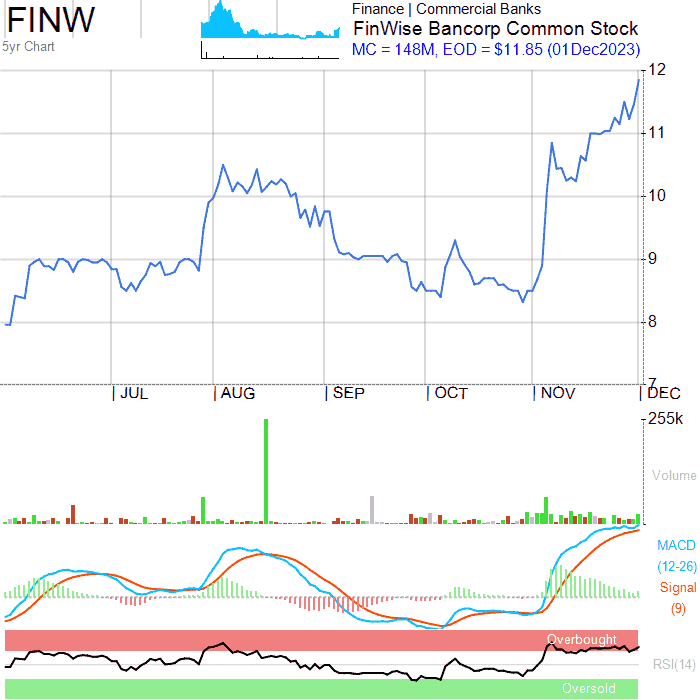 FINW
5yr Chart
Finance | Commercial Banks
FinWise Bancorp Common Stock
MC = 148M, EOD = $11.85 (01Dec2023)
12
11
10
9
8
7
| JUL | AUG | SEP | OCT | NOV | DEC
255k
Volume
MACD
(12-26)
Signal
(9)
Overbought
RSI(14)
Oversold